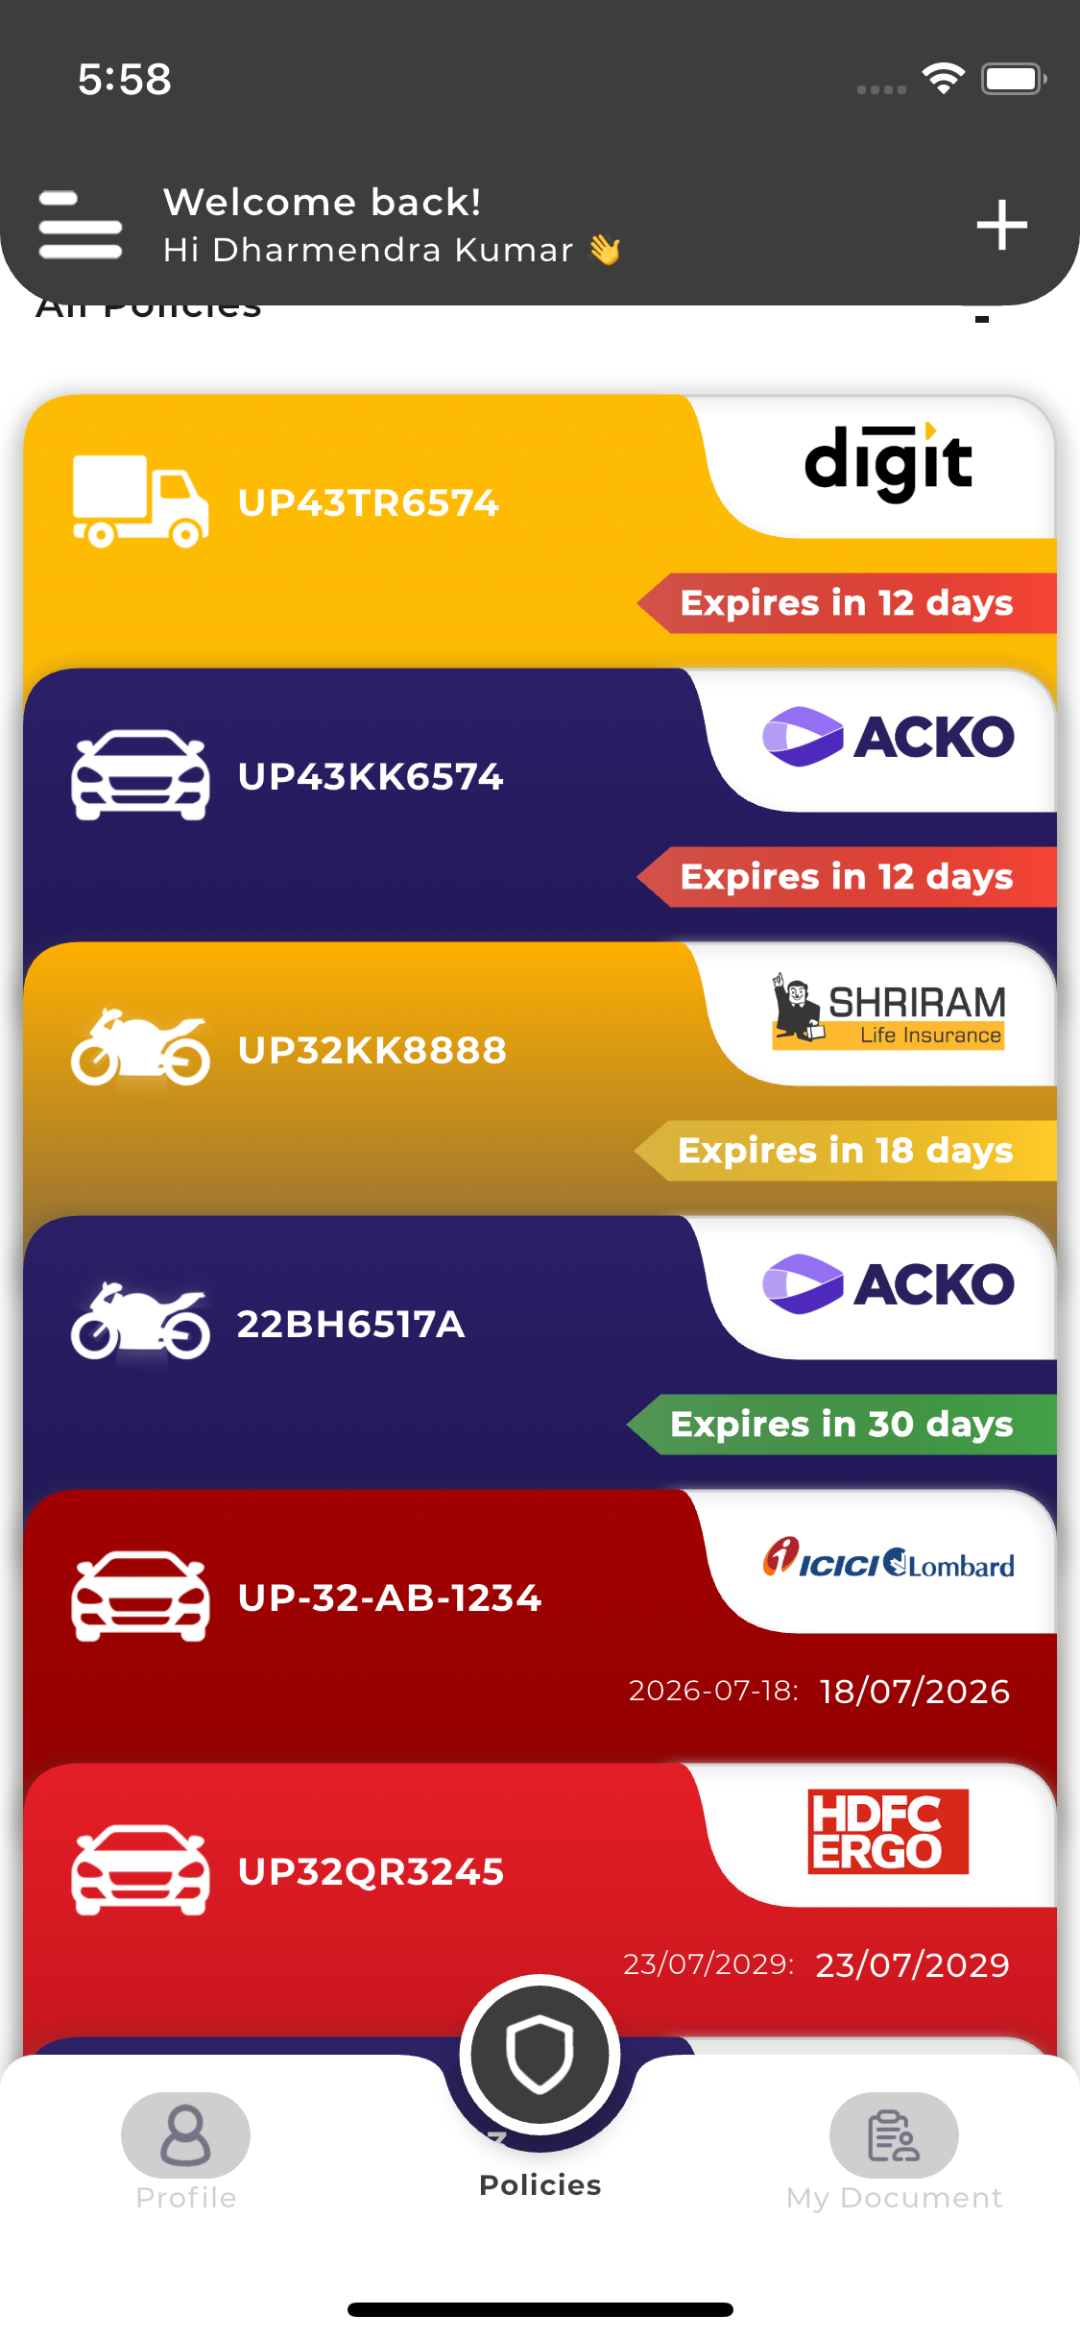 5:58
Welcome back!
Hi Dharmendra Kumar 👋
All Policies
digit
UP43TR6574
Expires in 12 days
ACKO
UP43KK6574
Expires in 12 days
SHRIRAM
Life Insurance
UP32KK8888
Expires in 18 days
ACKO
22BH6517A
Expires in 30 days
ICICI Lombard
UP-32-AB-1234
2026-07-18: 18/07/2026
HDFC
ERGO
UP32QR3245
23/07/2029: 23/07/2029
Profile
Policies
My Document